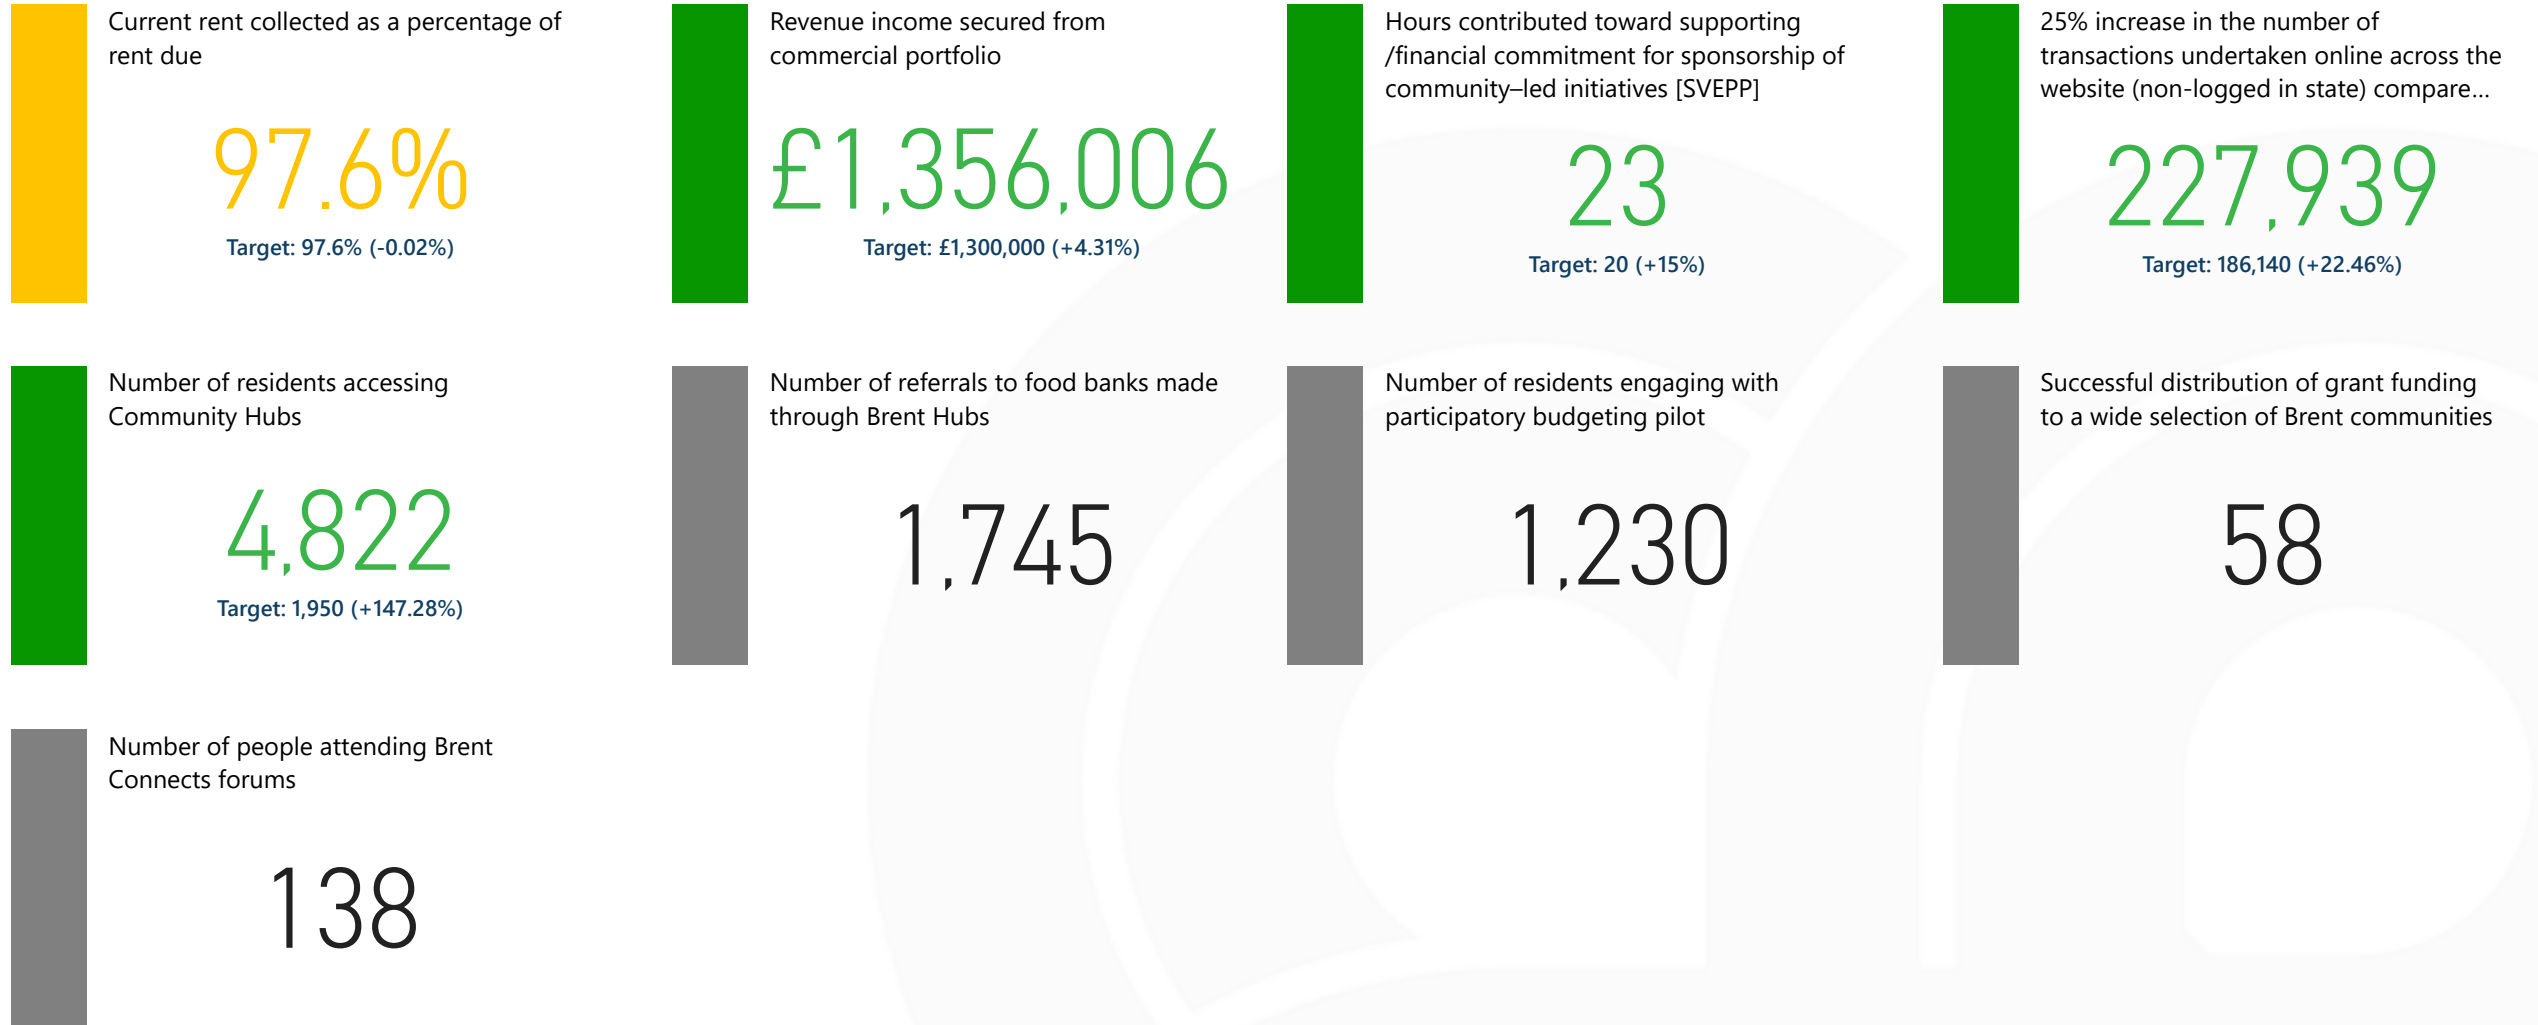 Current rent collected as a percentage of
rent due
97.6%
Target: 97.6% (-0.02%)
Revenue income secured from
commercial portfolio
£1,356,006
Target: £1,300,000 (+4.31%)
Hours contributed toward supporting
/financial commitment for sponsorship of
community–led initiatives [SVEPP]
23
Target: 20 (+15%)
25% increase in the number of
transactions undertaken online across the
website (non-logged in state) compare...
227,939
Target: 186,140 (+22.46%)
Number of residents accessing
Community Hubs
4,822
Target: 1,950 (+147.28%)
Number of referrals to food banks made
through Brent Hubs
1,745
Number of residents engaging with
participatory budgeting pilot
1,230
Successful distribution of grant funding
to a wide selection of Brent communities
58
Number of people attending Brent
Connects forums
138